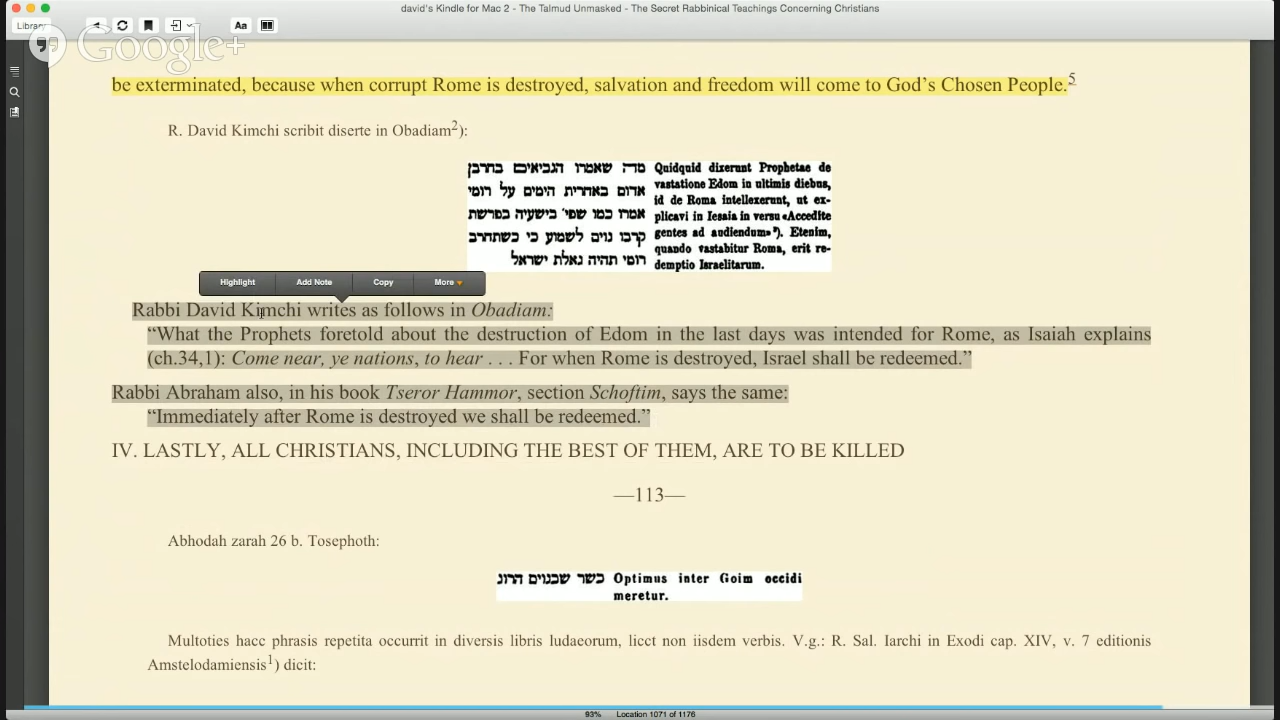 david's Kindle for Mac 2 - The Talmud Unmasked - The Secret Rabbinical Teachings Concerning Christians
Library
Aa
Google+
be exterminated, because when corrupt Rome is destroyed, salvation and freedom will come to God's Chosen People.5
R. David Kimchi scribit diserte in Obadiam2):
מדה שאמרו הנביאים בחרבן
אדום באחרית הימים על רומי
אמרו כמו שפי׳ בישעיה בפרשת
קרבו גוים לשמוע כי כשתחרב
רומי תהיה גאלת ישראל
Quidquid dixerunt Prophetae de
vastatione Edom in ultimis diebus,
id de Roma intellexerunt, ut ex-
plicavi in Iesaia in versu «Accedite
gentes ad audiendum»*). Etenim,
quando vastabitur Roma, erit re-
demptio Israelitarum.
Highlight Add Note Copy More
Rabbi David Kimchi writes as follows in Obadiam:
“What the Prophets foretold about the destruction of Edom in the last days was intended for Rome, as Isaiah explains
(ch.34,1): Come near, ye nations, to hear . . . For when Rome is destroyed, Israel shall be redeemed.”
Rabbi Abraham also, in his book Tseror Hammor, section Schoftim, says the same:
“Immediately after Rome is destroyed we shall be redeemed.”
IV. LASTLY, ALL CHRISTIANS, INCLUDING THE BEST OF THEM, ARE TO BE KILLED
—113—
Abhodah zarah 26 b. Tosephoth:
כשר שבגוים הרוג
Optimus inter Goim occidi
meretur.
Multoties hacc phrasis repetita occurrit in diversis libris ludaeorum, licct non iisdem verbis. V.g.: R. Sal. Iarchi in Exodi cap. XIV, v. 7 editionis
Amstelodamiensis1) dicit:
93% Location 1071 of 1176